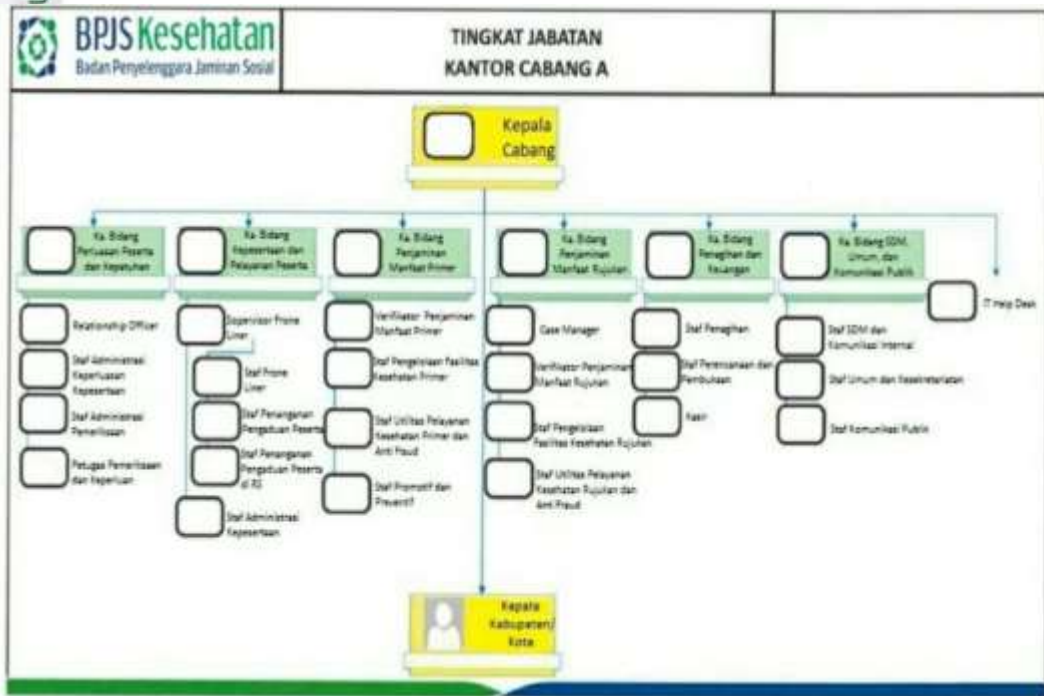 BPJS Kesehatan
Badan Penyelenggara Jaminan Sosial
TINGKAT JABATAN
KANTOR CABANG A
Kepala
Cabang
Ka. Bidang
Perluasan Peserta
dan Kepatuhan
Ka. Bidang
Kepesertaan dan
Pelayanan Peserta
Ka. Bidang
Penjaminan
Manfaat Primer
Ka. Bidang
Penjaminan
Manfaat Rujukan
Ka. Bidang
Penagihan dan
Keuangan
Ka. Bidang SDM,
Umum, dan
Komunikasi Publik
IT Help Desk
Relationship Officer
Staf Administrasi
Keperluasan
Kepesertaan
Staf Administrasi
Pemeriksaan
Petugas Pemeriksaan
dan Keperluan
Supervisor Frone
Liner
Staf Frone
Liner
Staf Penanganan
Pengaduan Peserta
Staf Penanganan
Pengaduan Peserta
di RS
Staf Administrasi
Kepesertaan
Verifikator Penjaminan
Manfaat Primer
Staf Pengelolaan Fasilitas
Kesehatan Primer
Staf Utilitas Pelayanan
Kesehatan Primer dan
Anti Fraud
Staf Promotif dan
Preventif
Case Manager
Verifikator Penjaminan
Manfaat Rujukan
Staf Pengelolaan
Fasilitas Kesehatan Rujukan
Staf Utilitas Pelayanan
Kesehatan Rujukan dan
Anti Fraud
Staf Penagihan
Staf Perencanaan dan
Pembukaan
Kasir
Staf SDM dan
Komunikasi Internal
Staf Umum dan Kesekretariatan
Staf Komunikasi Publik
Kepala
Kabupaten/
Kota